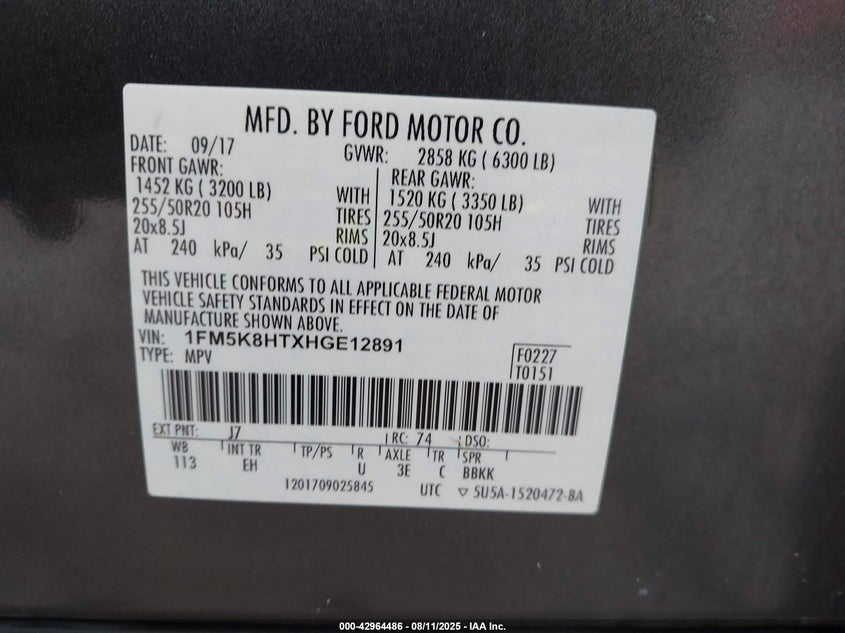 MFD. BY FORD MOTOR CO.
DATE: 09/17 GVWR: 2858 KG ( 6300 LB)
FRONT GAWR: REAR GAWR:
1452 KG ( 3200 LB) WITH 1520 KG ( 3350 LB) WITH
255/50R20 105H TIRES 255/50R20 105H TIRES
20x8.5J RIMS 20x8.5J RIMS
AT 240 kPa/ 35 PSI COLD AT 240 kPa/ 35 PSI COLD
THIS VEHICLE CONFORMS TO ALL APPLICABLE FEDERAL MOTOR
VEHICLE SAFETY STANDARDS IN EFFECT ON THE DATE OF
MANUFACTURE SHOWN ABOVE.
VIN: 1FM5K8HTXHGE12891
TYPE: MPV
F0227
T0151
EXT PNT: J7 RC: 74 DSO:
WB INT TR TP/PS R AXLE TR SPR
113 EH U 3E C BBKK
1201709025845 UTC ▽ 5U5A-1520472-BA
000-42964486 - 08/11/2025 - IAA Inc.